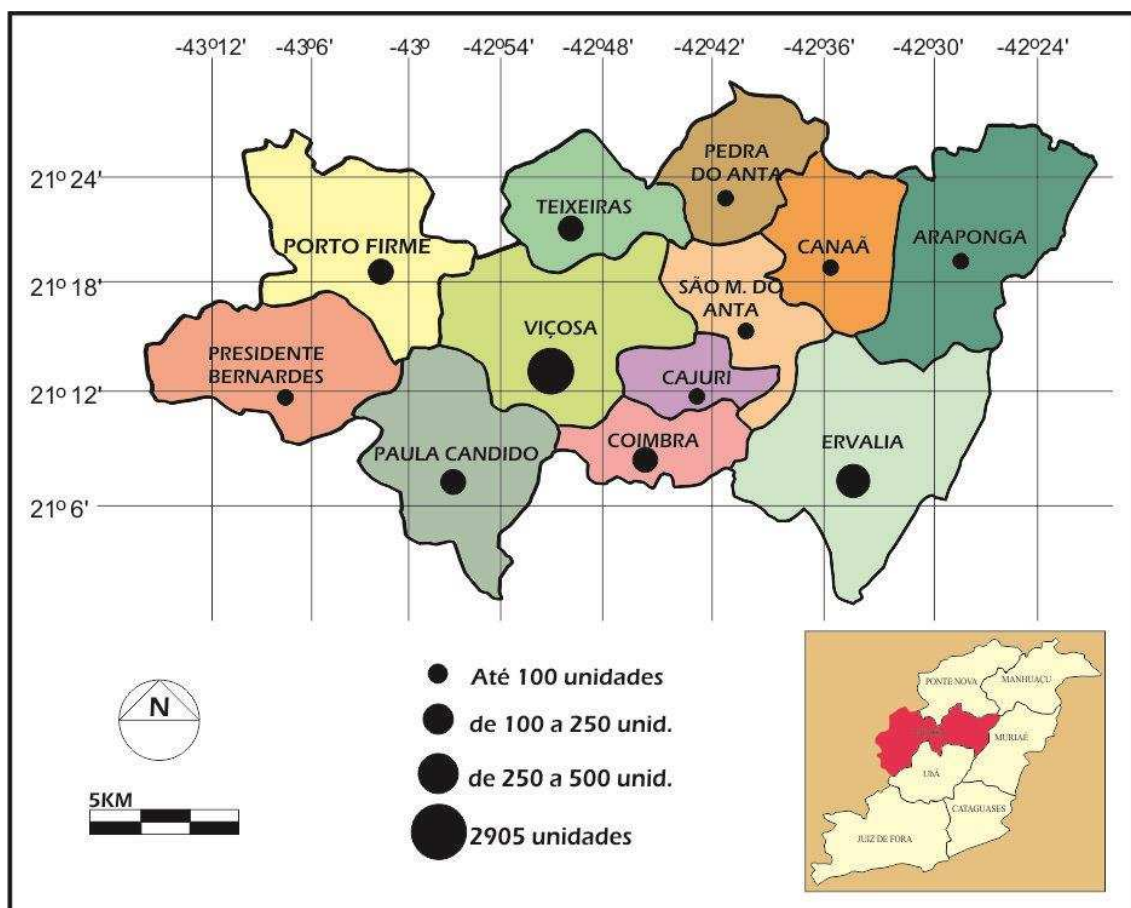 -43º12' -43º6' -43º -42º54' -42º48' -42º42' -42º36' -42º30' -42º24'
21º 24'
21º 18'
21º 12'
21º 6'
PEDRA
DO ANTA
TEIXEIRAS
PORTO FIRME
CANAÃ
ARAPONGA
SÃO M. DO
ANTA
VIÇOSA
PRESIDENTE
BERNARDES
CAJURI
PAULA CANDIDO
COIMBRA
ERVALIA
N
5KM
Até 100 unidades
de 100 a 250 unid.
de 250 a 500 unid.
2905 unidades
PONTE NOVA
MANHUAÇU
MURIAÉ
UBÁ
CATAGUASES
JUIZ DE FORA